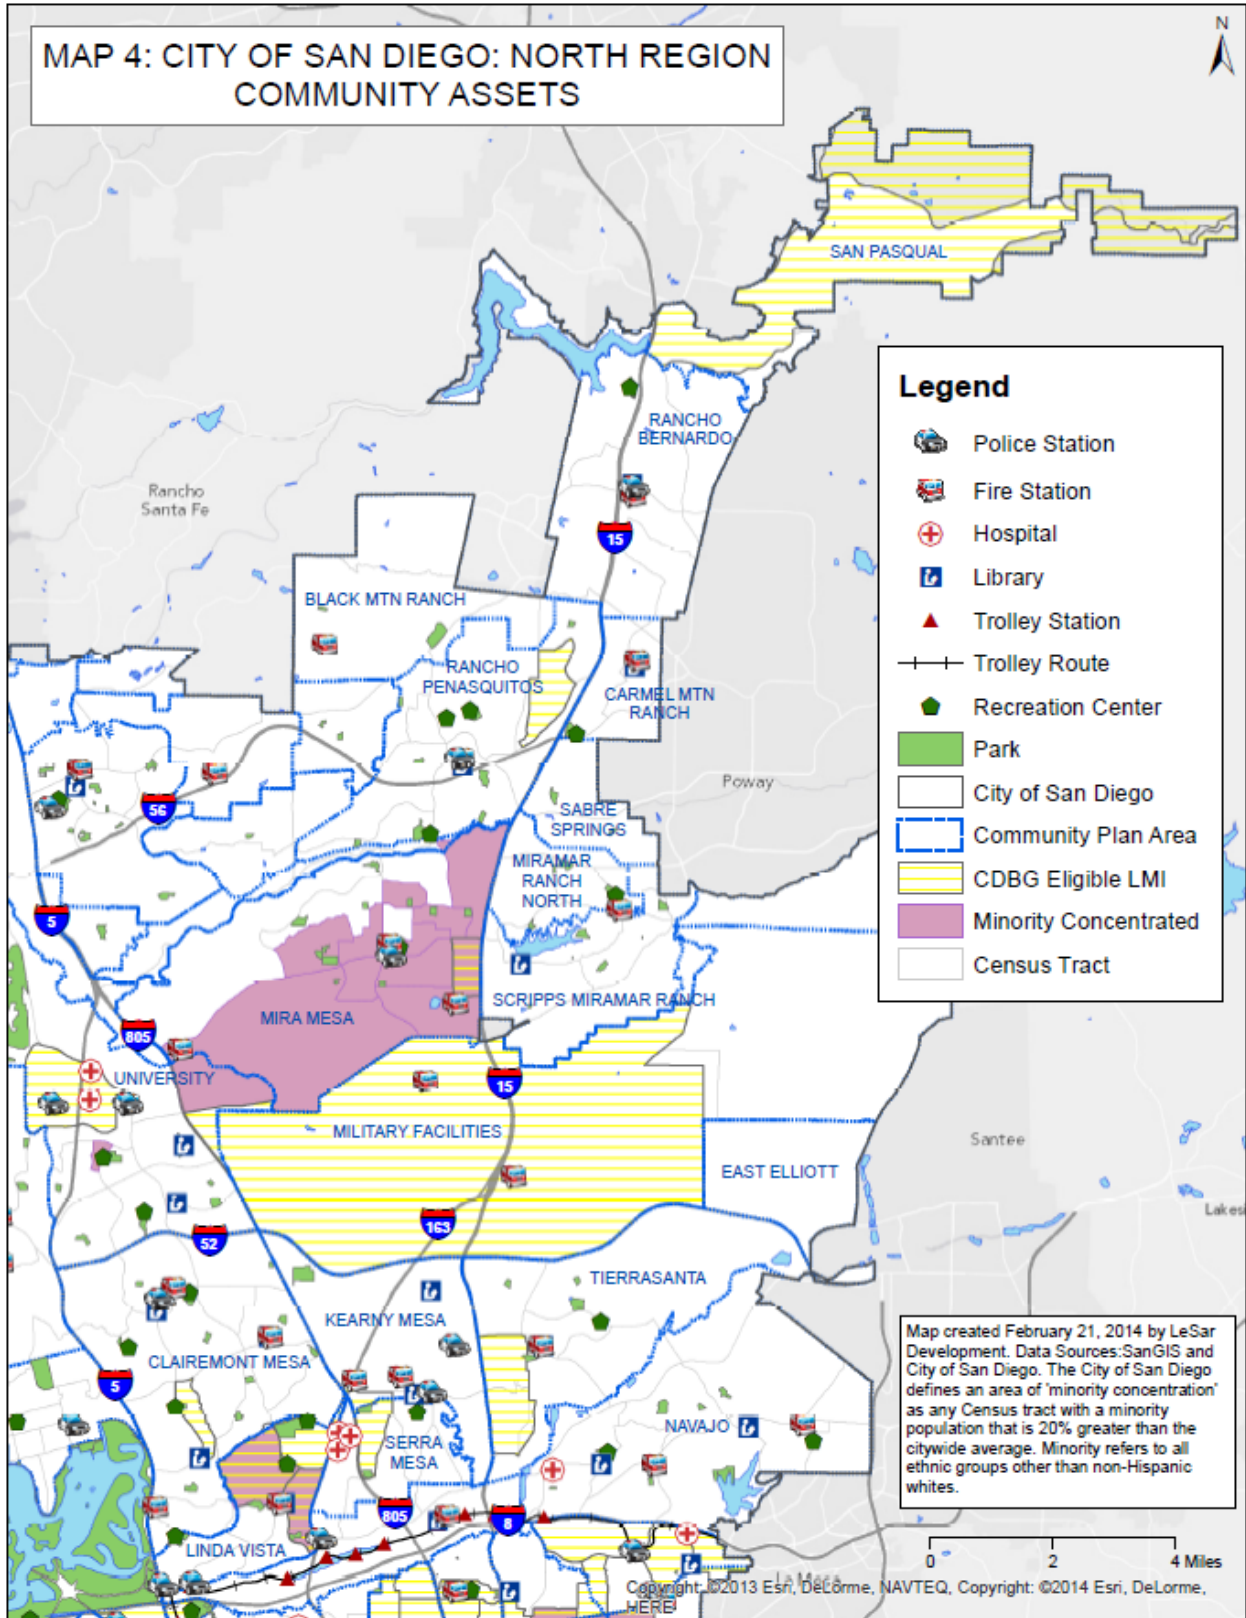 MAP 4: CITY OF SAN DIEGO: NORTH REGION
COMMUNITY ASSETS
N
SAN PASQUAL
RANCHO
BERNARDO
Rancho
Santa Fe
15
BLACK MTN RANCH
RANCHO
PENASQUITOS
CARMEL MTN
RANCH
Poway
56
SABRE
SPRINGS
MIRAMAR
RANCH
NORTH
5
SCRIPPS MIRAMAR RANCH
MIRA MESA
805
UNIVERSITY
15
MILITARY FACILITIES
Santee
EAST ELLIOTT
Lakesi
163
52
TIERRASANTA
KEARNY MESA
CLAIREMONT MESA
5
NAVAJO
SERRA
MESA
805
8
LINDA VISTA
La Mesa
Legend
Police Station
Fire Station
Hospital
Library
Trolley Station
Trolley Route
Recreation Center
Park
City of San Diego
Community Plan Area
CDBG Eligible LMI
Minority Concentrated
Census Tract
Map created February 21, 2014 by LeSar
Development. Data Sources:SanGIS and
City of San Diego. The City of San Diego
defines an area of 'minority concentration'
as any Census tract with a minority
population that is 20% greater than the
citywide average. Minority refers to all
ethnic groups other than non-Hispanic
whites.
0 2 4 Miles
Copyright: ©2013 Esri, DeLorme, NAVTEQ, Copyright: ©2014 Esri, DeLorme,
HERE